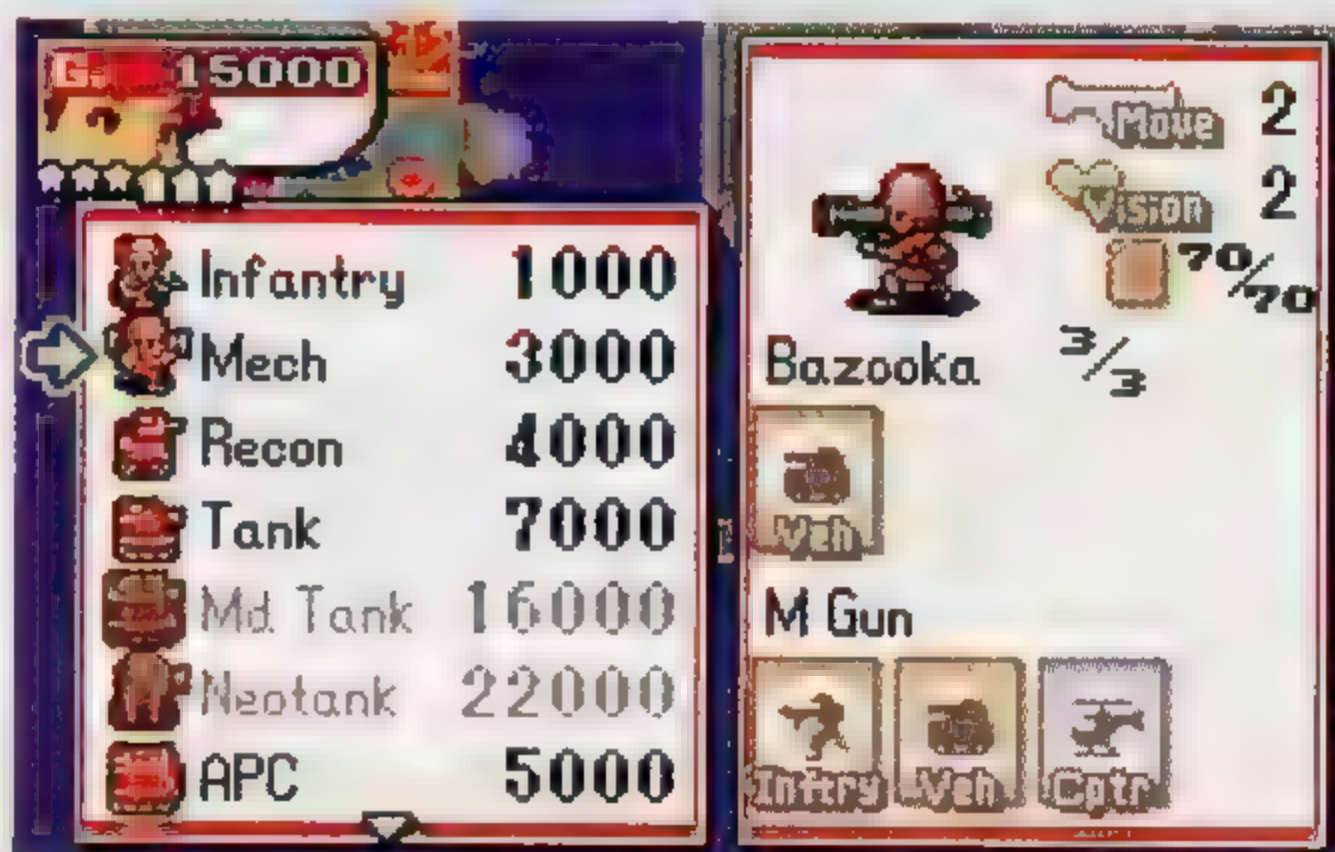 G. 15000
Infantry 1000
Mech 3000
Recon 4000
Tank 7000
Md Tank 16000
Neotank 22000
APC 5000
Move 2
Vision 2
70/70
Bazooka 3/3
Veh
M Gun
Inftry Veh Cptr